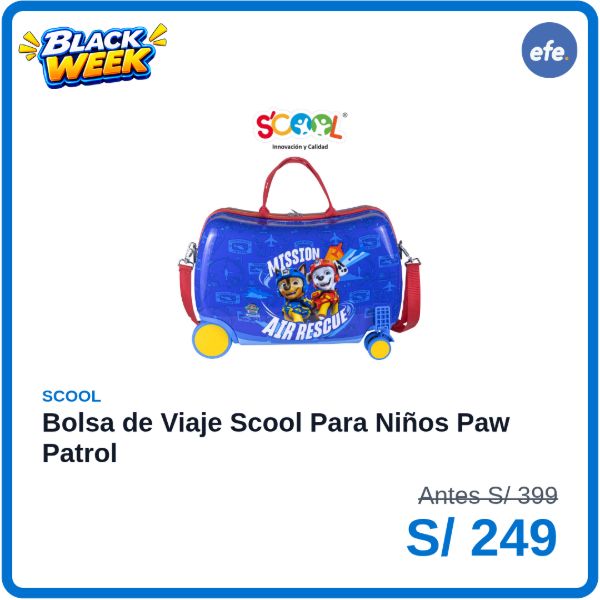 BLACK
WEEK
efe.
S'COOL®
Innovación y Calidad
MISSION
AIR RESCUE
SCOOL
Bolsa de Viaje Scool Para Niños Paw
Patrol
Antes S/ 399
S/ 249